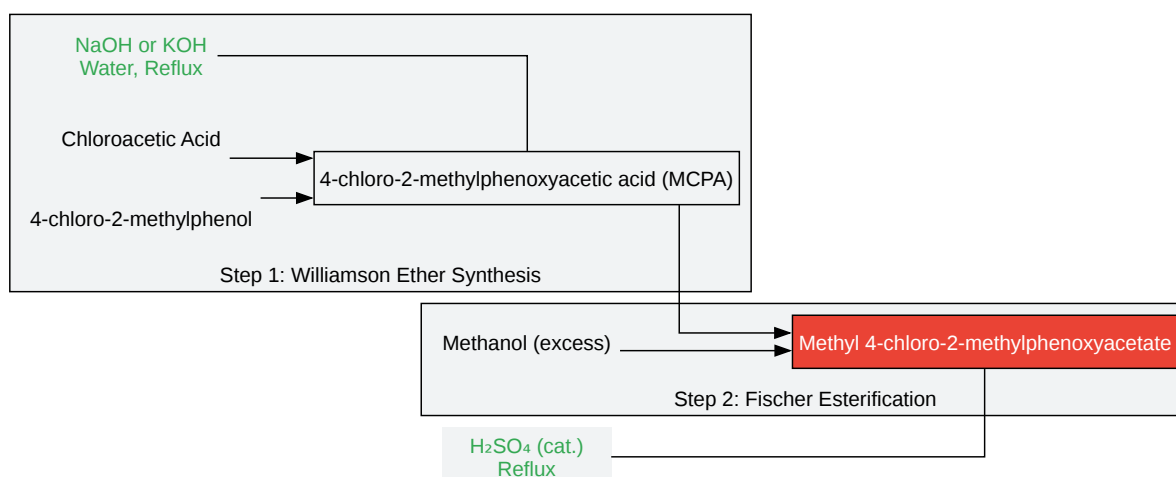 NaOH or KOH
Water, Reflux
Chloroacetic Acid
4-chloro-2-methylphenoxyacetic acid (MCPA)
4-chloro-2-methylphenol
Step 1: Williamson Ether Synthesis
Methanol (excess)
Methyl 4-chloro-2-methylphenoxyacetate
Step 2: Fischer Esterification
H₂SO₄ (cat.)
Reflux